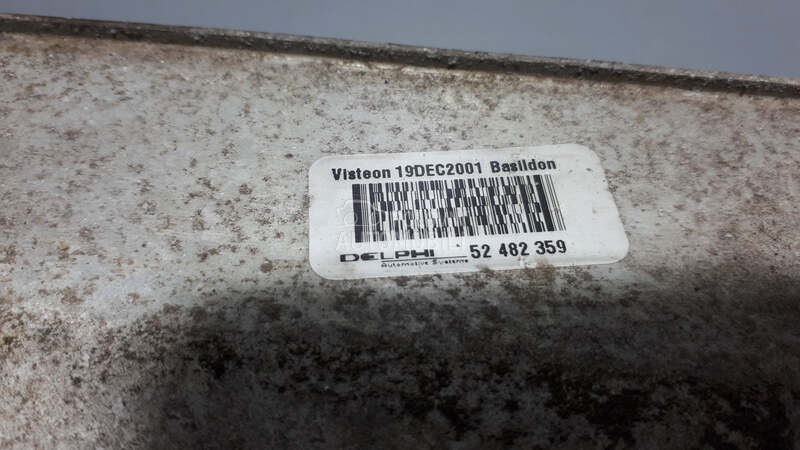 Visteon 19DEC2001 Basildon
DELPHI 52 482 359
Automotive Systems